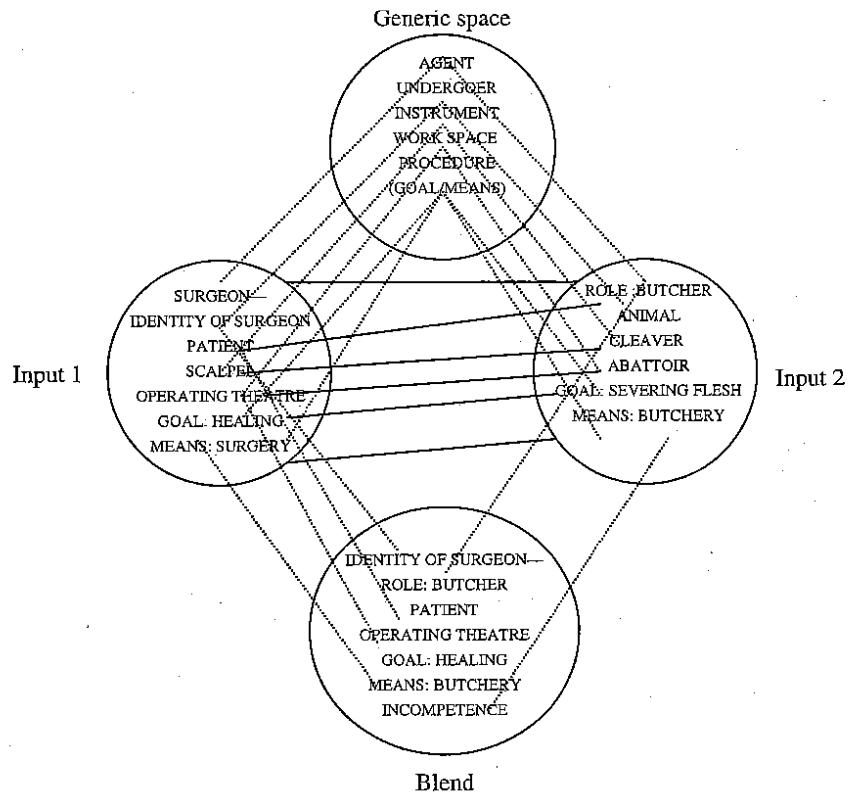 Generic space
AGENT
UNDERGOER
INSTRUMENT
WORK SPACE
PROCEDURE
(GOAL/MEANS)
Input 1
SURGEON—
IDENTITY OF SURGEON
PATIENT
SCALPEL
OPERATING THEATRE
GOAL: HEALING
MEANS: SURGERY
ROLE :BUTCHER
ANIMAL
CLEAVER
ABATTOIR
GOAL: SEVERING FLESH
MEANS: BUTCHERY
Input 2
IDENTITY OF SURGEON—
ROLE: BUTCHER
PATIENT
OPERATING THEATRE
GOAL: HEALING
MEANS: BUTCHERY
INCOMPETENCE
Blend